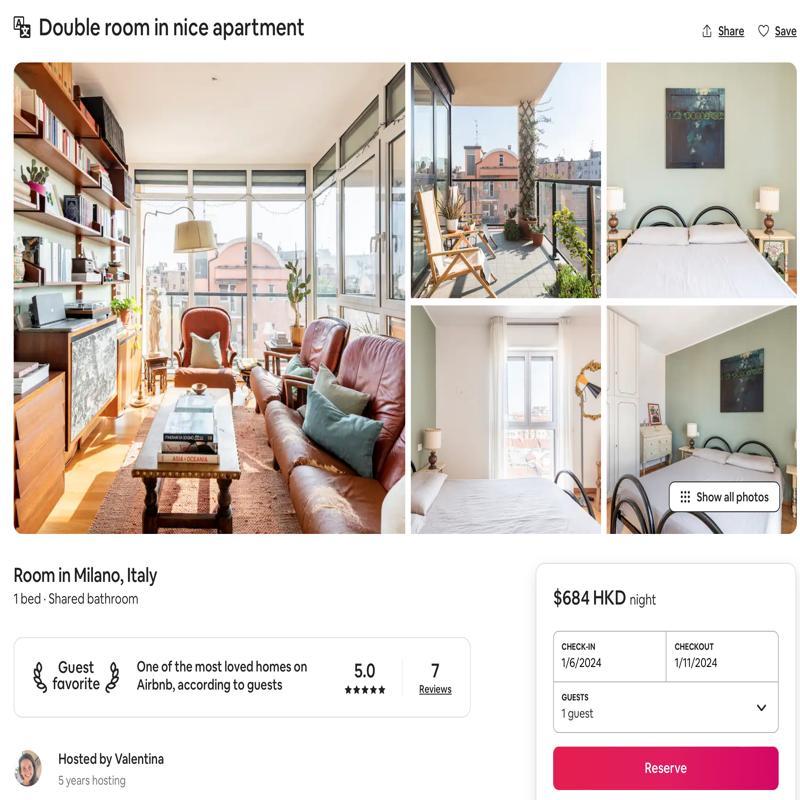 Double room in nice apartment
Share
Save
ASIA e OCEANIA
Show all photos
Room in Milano, Italy
1 bed · Shared bathroom
Guest
favorite
One of the most loved homes on
Airbnb, according to guests
5.0
7
Reviews
Hosted by Valentina
5 years hosting
$684 HKD night
CHECK-IN
1/6/2024
CHECKOUT
1/11/2024
GUESTS
1 guest
Reserve